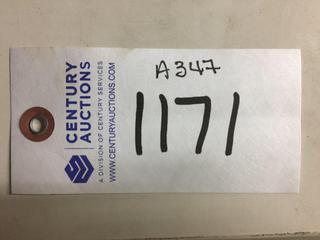 CENTURY
AUCTIONS
A DIVISION OF CENTURY SERVICES
WWW.CENTURYAUCTIONS.COM
A347
1171